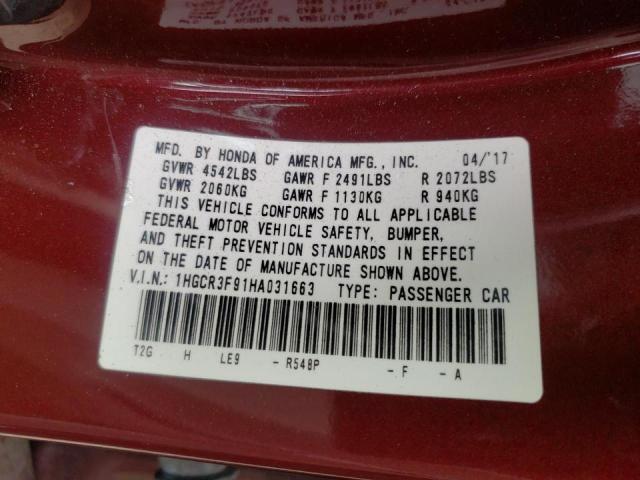 MFD. BY HONDA OF AMERICA MFG., INC. 04/'17
GVWR 4542LBS GAWR F 2491LBS R 2072LBS
GVWR 2060KG GAWR F 1130KG R 940KG
THIS VEHICLE CONFORMS TO ALL APPLICABLE
FEDERAL MOTOR VEHICLE SAFETY, BUMPER,
AND THEFT PREVENTION STANDARDS IN EFFECT
ON THE DATE OF MANUFACTURE SHOWN ABOVE.
V.I.N.: 1HGCR3F91HA031663 TYPE: PASSENGER CAR
T2G H LE9 - R548P - F - A